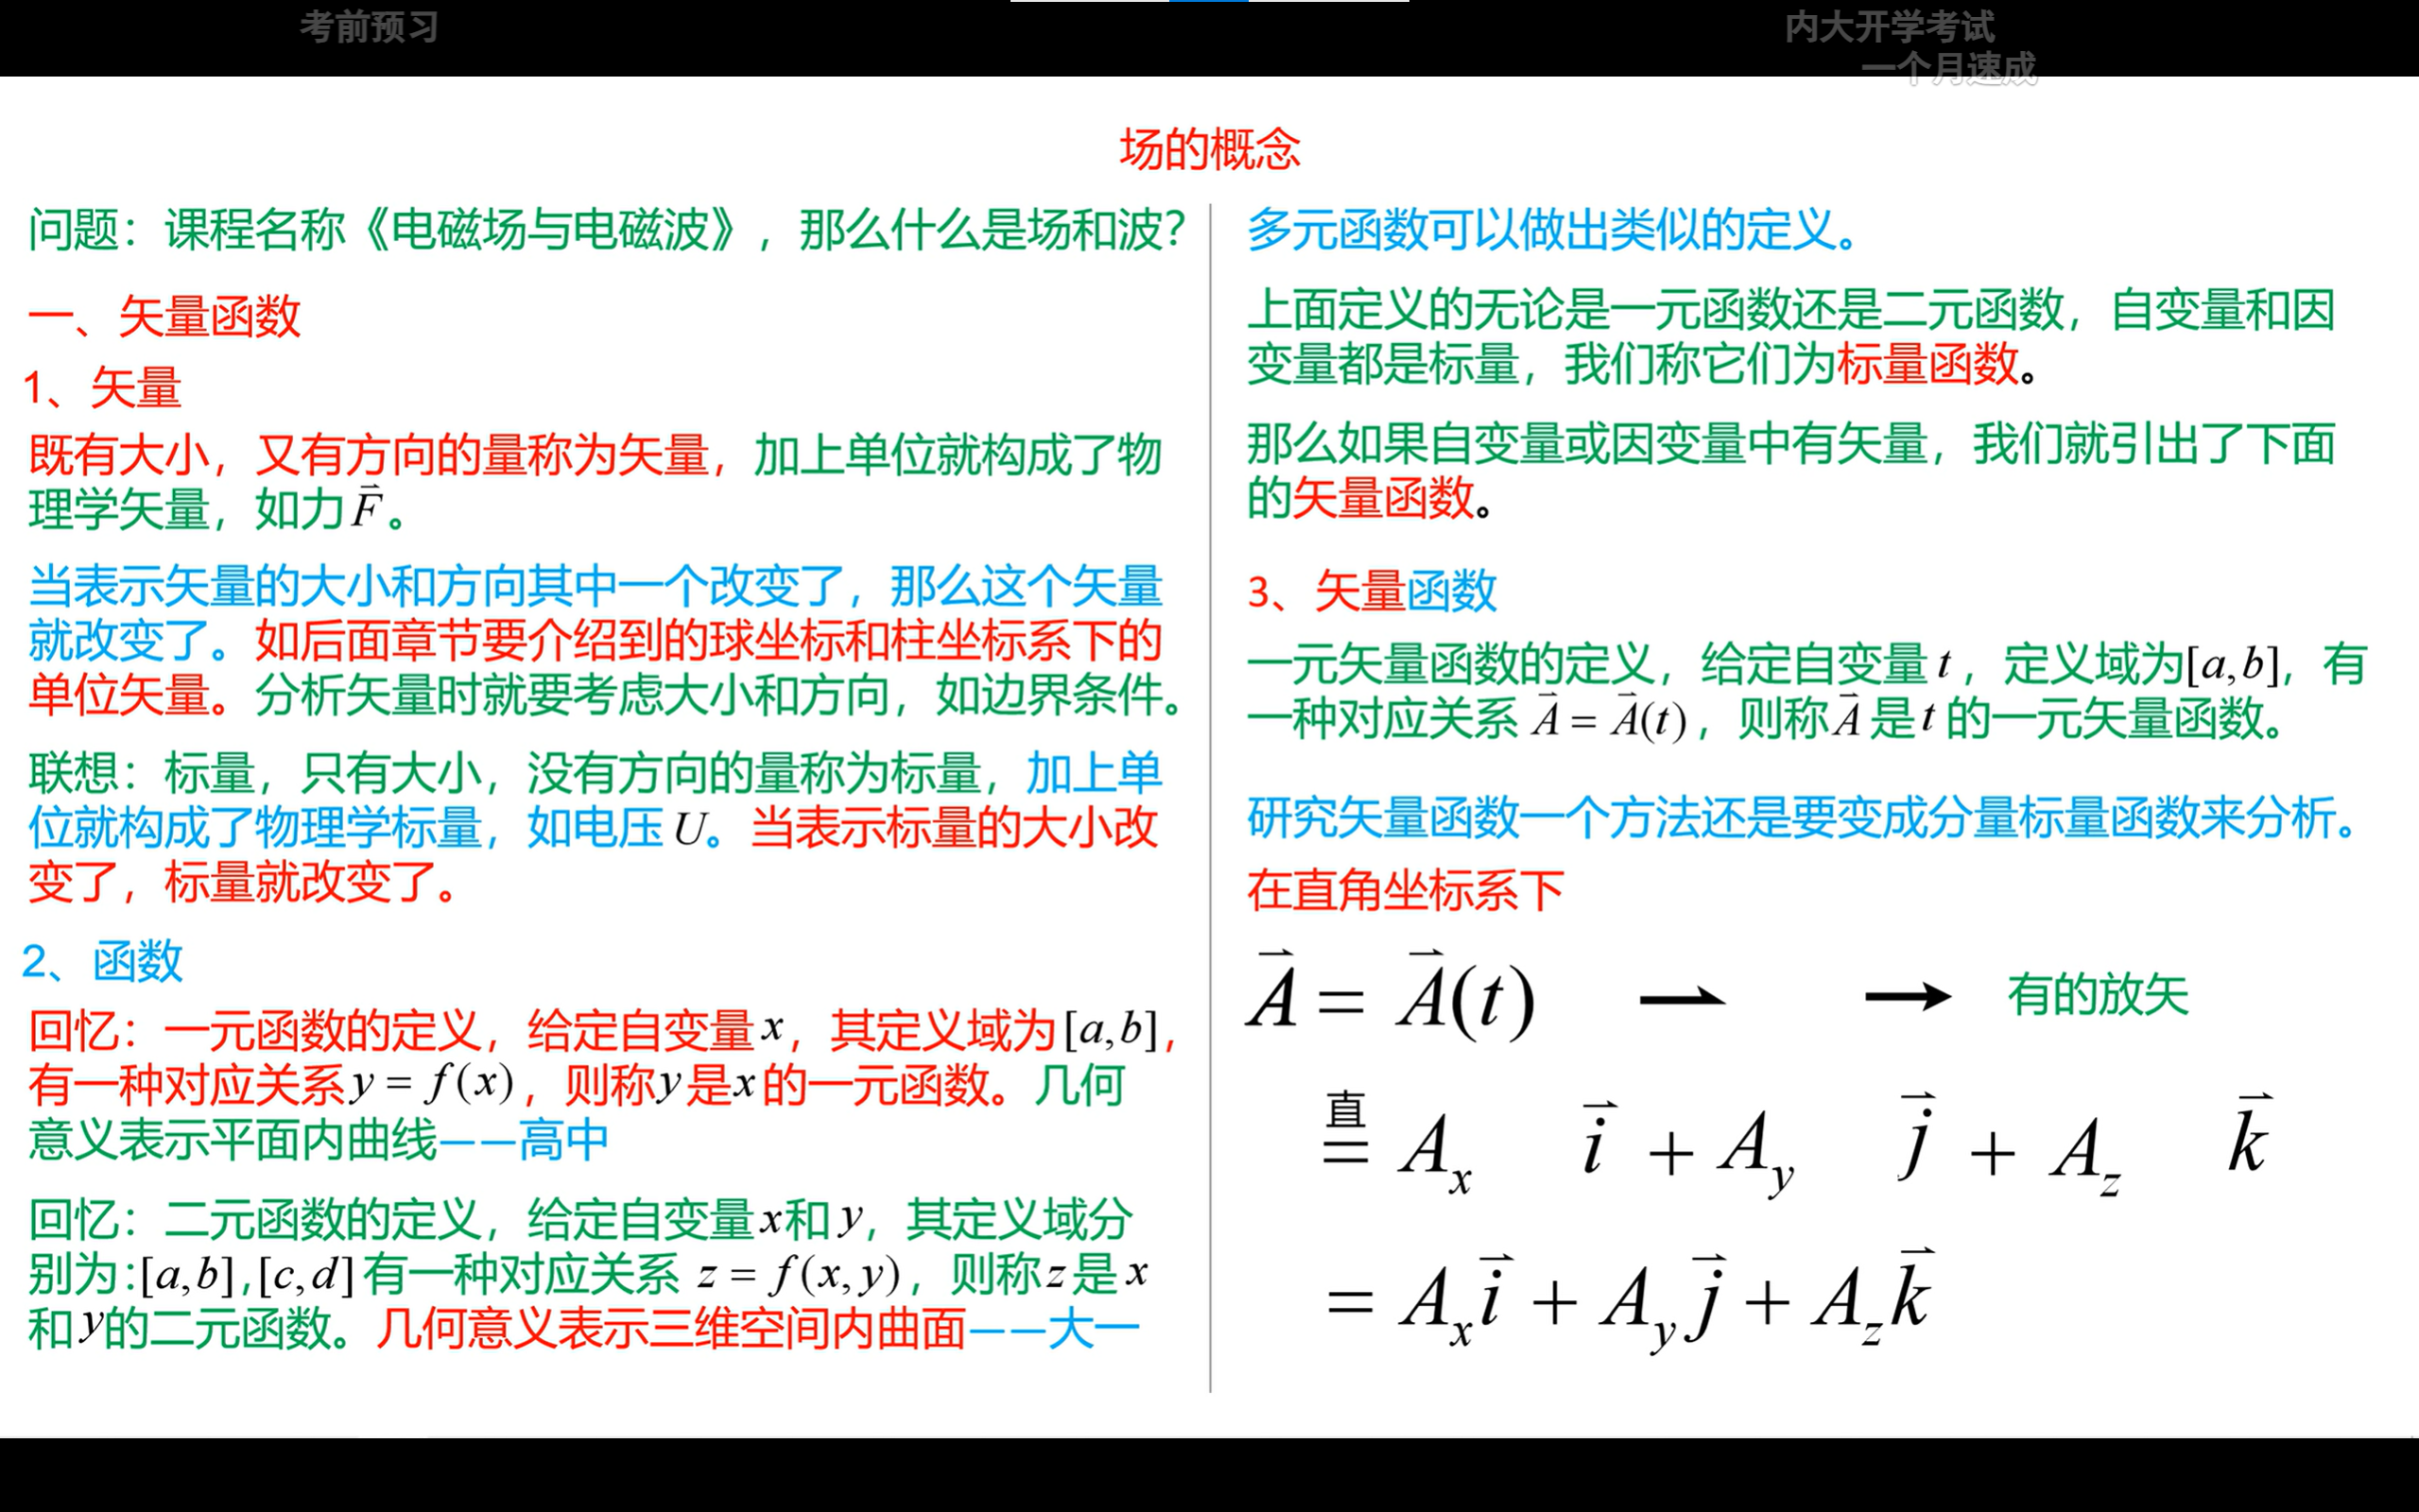 考前预习
内大开学考试
一个月速成
场的概念
问题：课程名称《电磁场与电磁波》，那么什么是场和波？
一、矢量函数
1、矢量
既有大小，又有方向的量称为矢量，加上单位就构成了物
理学矢量，如力 F⃗ 。
当表示矢量的大小和方向其中一个改变了，那么这个矢量
就改变了。如后面章节要介绍到的球坐标和柱坐标系下的
单位矢量。分析矢量时就要考虑大小和方向，如边界条件。
联想：标量，只有大小，没有方向的量称为标量，加上单
位就构成了物理学标量，如电压 U。当表示标量的大小改
变了，标量就改变了。
2、函数
回忆：一元函数的定义，给定自变量 x，其定义域为 [a,b]，
有一种对应关系 y = f(x)，则称 y 是 x 的一元函数。几何
意义表示平面内曲线——高中
回忆：二元函数的定义，给定自变量 x 和 y，其定义域分
别为:[a,b],[c,d] 有一种对应关系 z = f(x,y)，则称 z 是 x
和 y 的二元函数。几何意义表示三维空间内曲面——大一
多元函数可以做出类似的定义。
上面定义的无论是一元函数还是二元函数，自变量和因
变量都是标量，我们称它们为标量函数。
那么如果自变量或因变量中有矢量，我们就引出了下面
的矢量函数。
3、矢量函数
一元矢量函数的定义，给定自变量 t，定义域为[a,b]，有
一种对应关系 A⃗ = A⃗(t)，则称 A⃗ 是 t 的一元矢量函数。
研究矢量函数一个方法还是要变成分量标量函数来分析。
在直角坐标系下
A⃗ = A⃗(t) ⇀ → 有的放矢
直
= Aₓ i⃗ + A_y j⃗ + A_z k⃗
= Aₓ i⃗ + A_y j⃗ + A_z k⃗